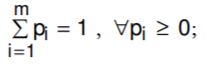 m
∑ pᵢ = 1 , ∀pᵢ ≥ 0;
i=1